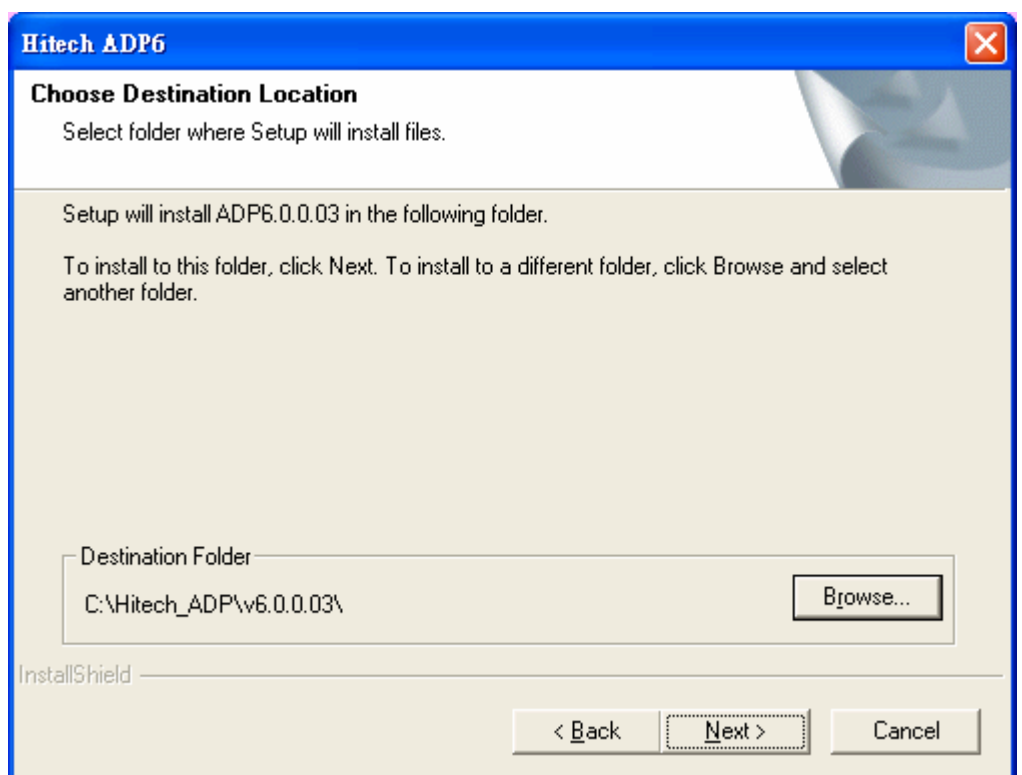 Hitech ADP6
Choose Destination Location
Select folder where Setup will install files.
Setup will install ADP6.0.0.03 in the following folder.
To install to this folder, click Next. To install to a different folder, click Browse and select
another folder.
Destination Folder
C:\Hitech_ADP\v6.0.0.03\
Browse...
InstallShield
< Back
Next >
Cancel